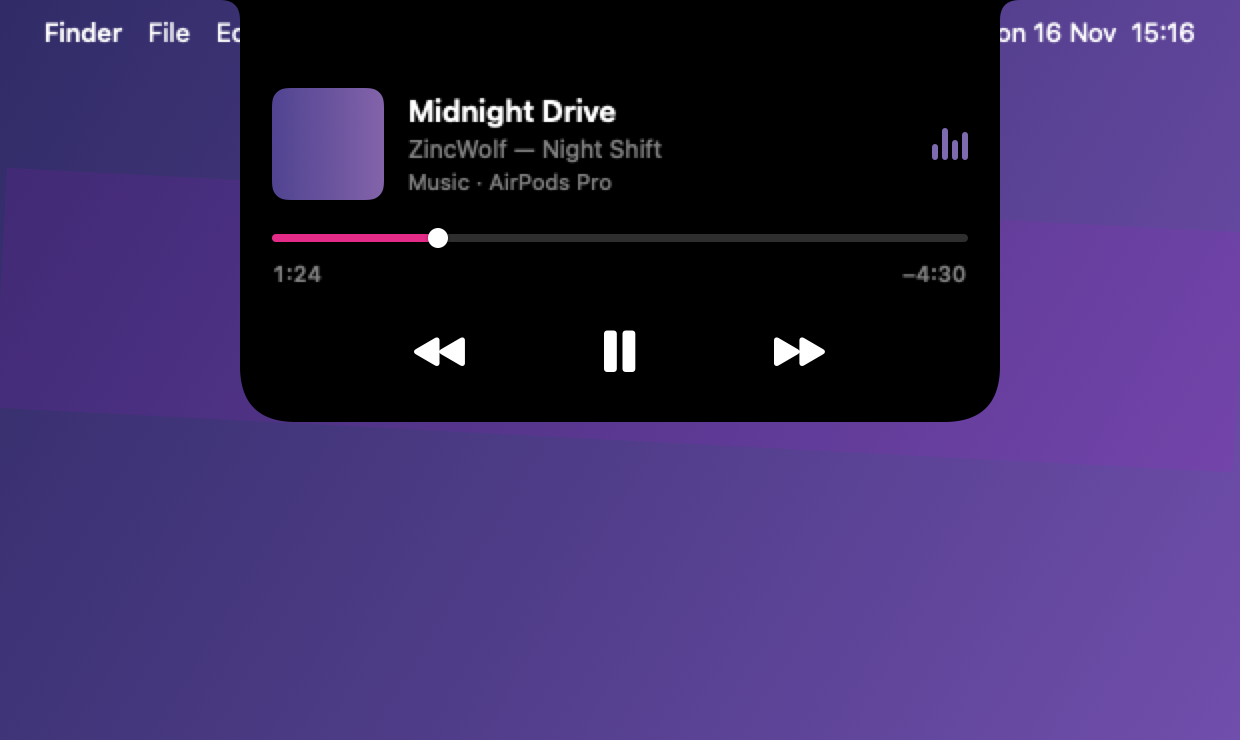 Finder File
16 Nov 15:16
Midnight Drive
ZincWolf — Night Shift
Music · AirPods Pro
1:24
–4:30